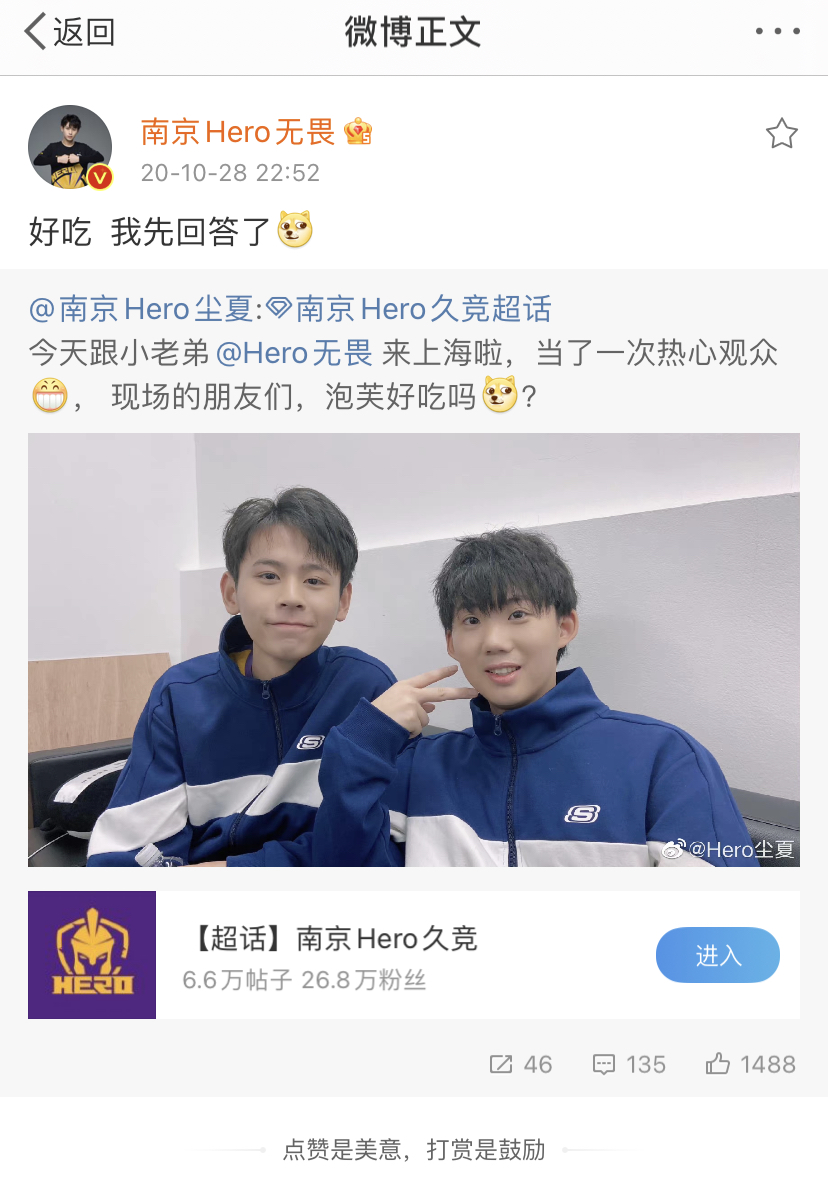 返回
微博正文
南京Hero无畏
20-10-28 22:52
好吃 我先回答了
@南京Hero尘夏:南京Hero久竞超话
今天跟小老弟@Hero无畏 来上海啦，当了一次热心观众
， 现场的朋友们，泡芙好吃吗?
@Hero尘夏
HERO
【超话】南京Hero久竞
6.6万帖子 26.8万粉丝
进入
46 135 1488
点赞是美意，打赏是鼓励